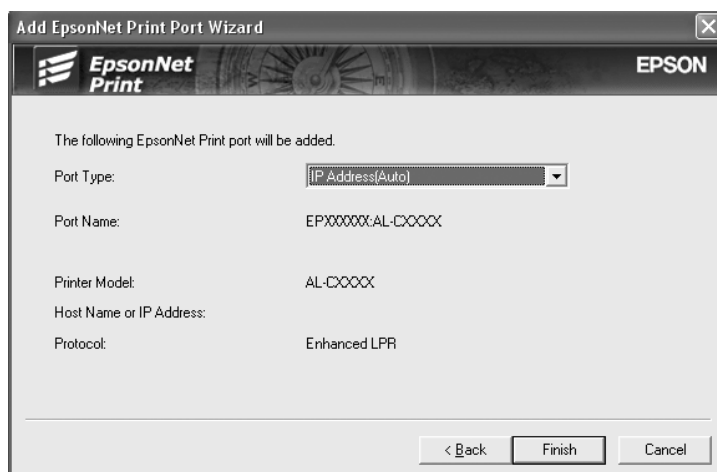 Add EpsonNet Print Port Wizard
EpsonNet
Print
EPSON
The following EpsonNet Print port will be added.
Port Type:
IP Address(Auto)
Port Name:
EPXXXXXX:AL-CXXXX
Printer Model:
AL-CXXXX
Host Name or IP Address:
Protocol:
Enhanced LPR
< Back
Finish
Cancel